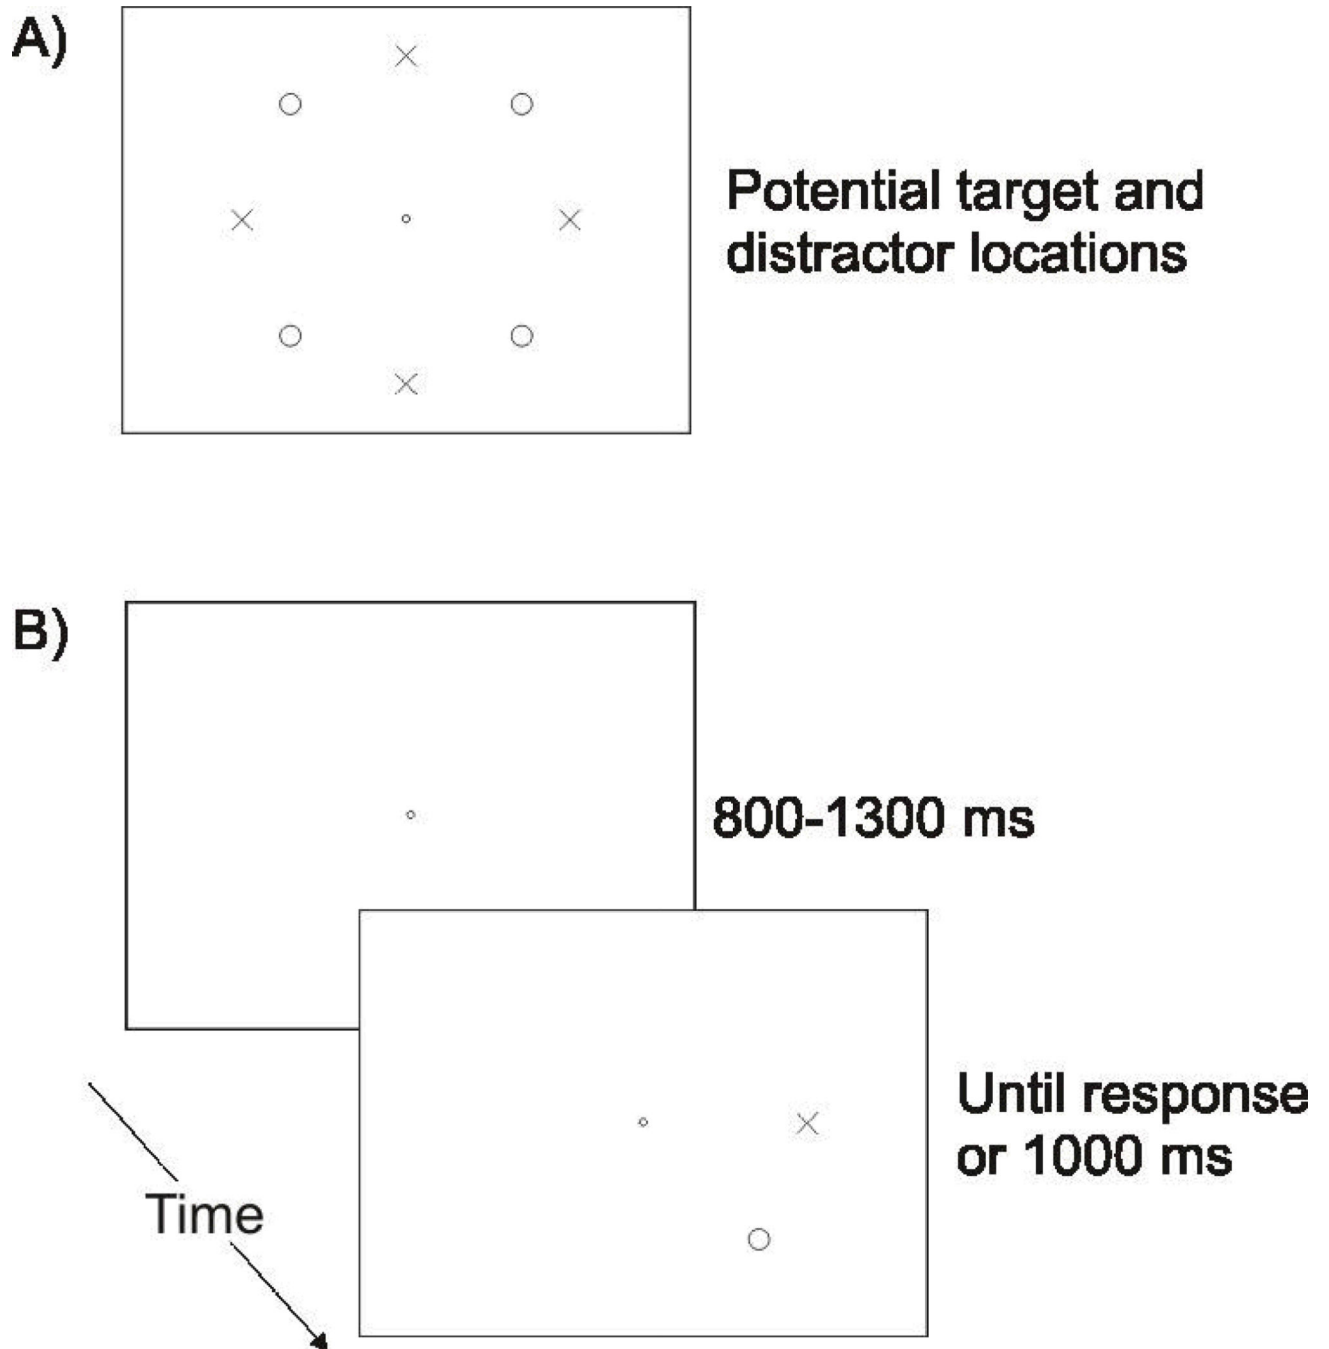 A)
Potential target and
distractor locations
B)
800-1300 ms
Until response
or 1000 ms
Time